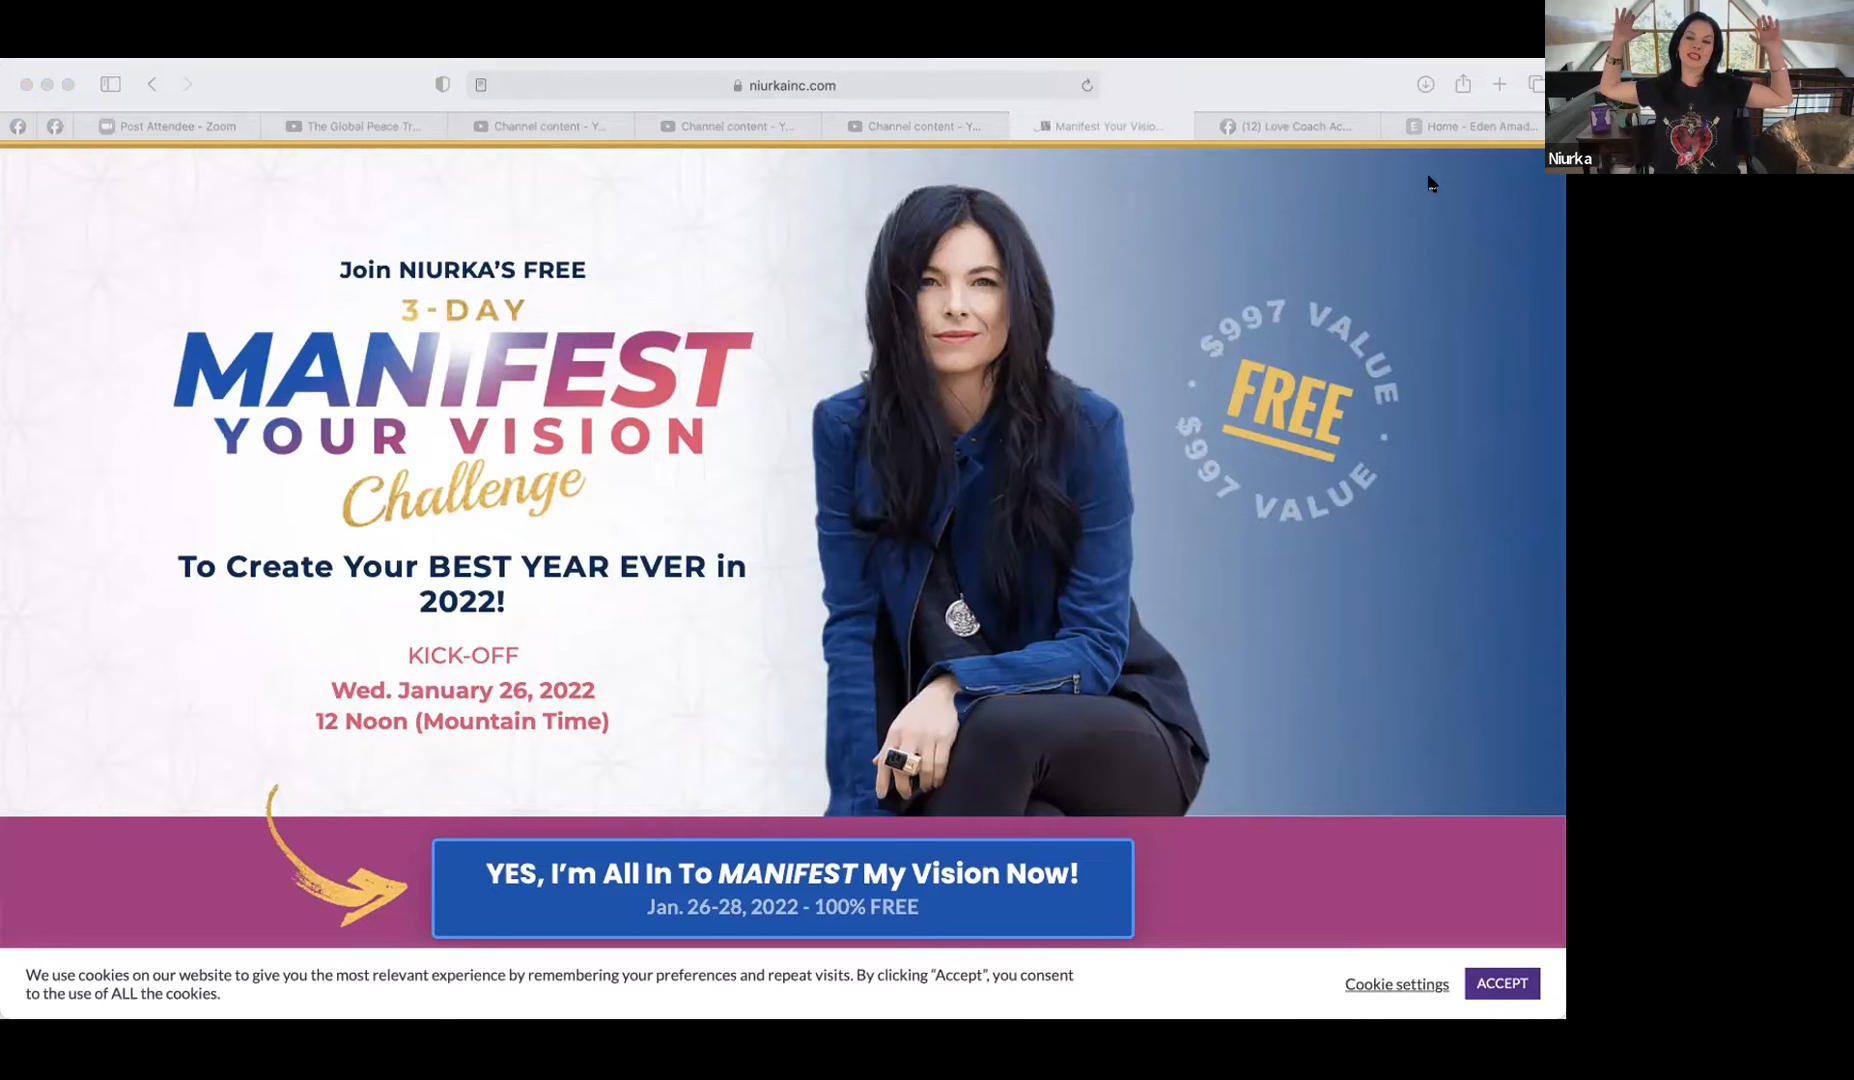 niurkainc.com
Post Attendee - Zoom
The Global Peace Tr...
Channel content - Y...
Channel content - Y...
Channel content - Y...
Manifest Your Visio...
(12) Love Coach Ac...
Home - Eden Amad...
Niurka
Join NIURKA'S FREE
3-DAY
MANIFEST
YOUR VISION
Challenge
To Create Your BEST YEAR EVER in
2022!
KICK-OFF
Wed. January 26, 2022
12 Noon (Mountain Time)
$997 VALUE
FREE
$997 VALUE
YES, I'm All In To MANIFEST My Vision Now!
Jan. 26-28, 2022 - 100% FREE
We use cookies on our website to give you the most relevant experience by remembering your preferences and repeat visits. By clicking “Accept”, you consent
to the use of ALL the cookies.
Cookie settings
ACCEPT